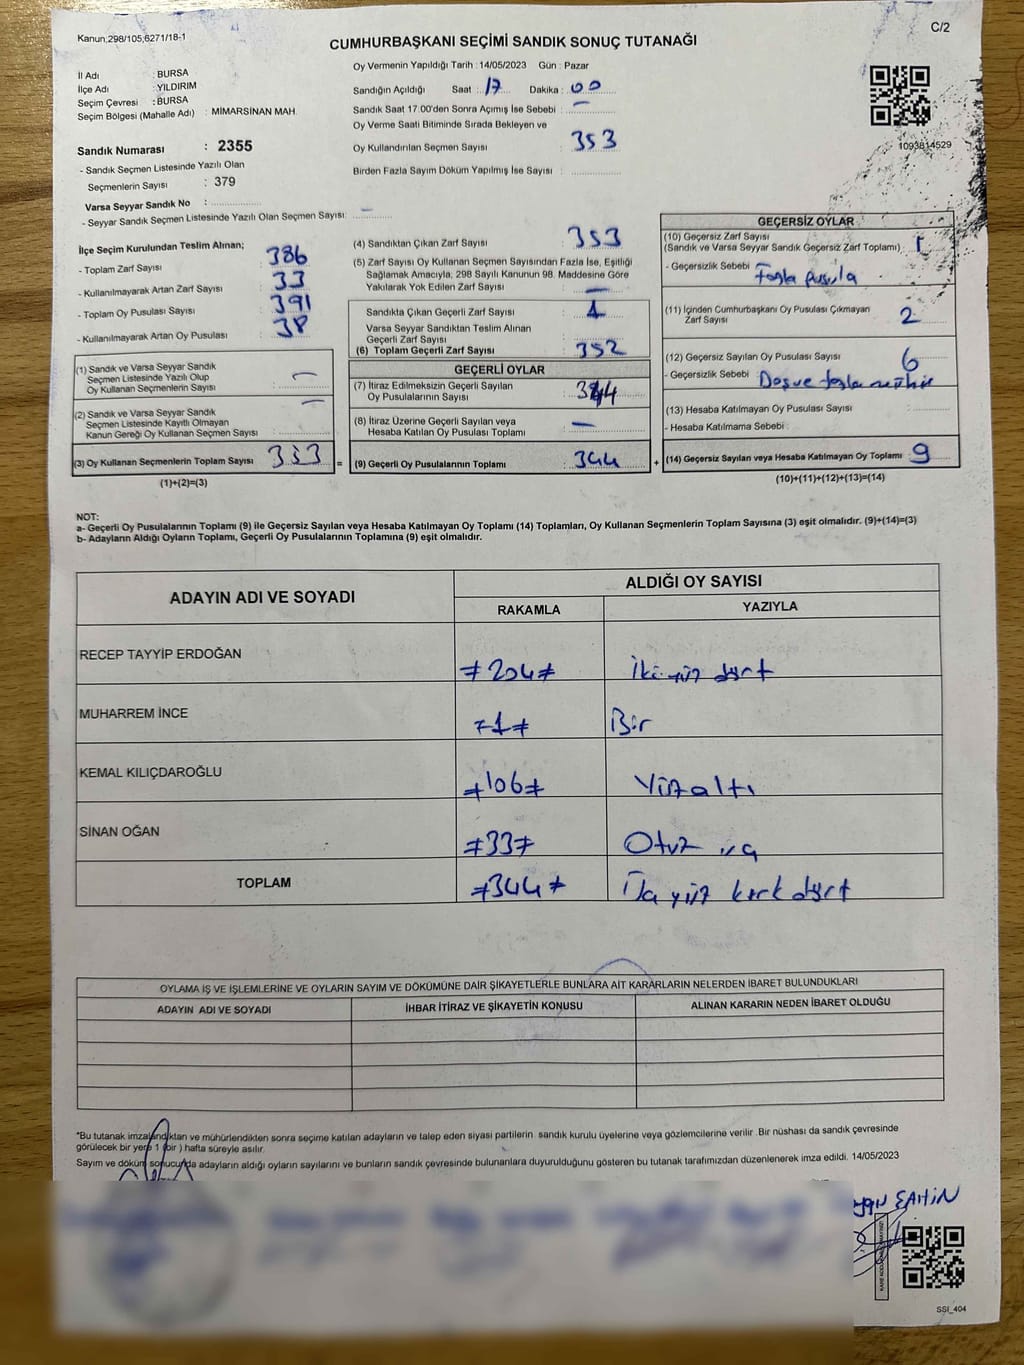 Kanun;298/105;6271/18-1
C/2
CUMHURBAŞKANI SEÇİMİ SANDIK SONUÇ TUTANAĞI
İl Adı : BURSA
İlçe Adı : YILDIRIM
Seçim Çevresi : BURSA
Seçim Bölgesi (Mahalle Adı) : MIMARSİNAN MAH.
Sandık Numarası : 2355
- Sandık Seçmen Listesinde Yazılı Olan
Seçmenlerin Sayısı : 379
Varsa Seyyar Sandık No :
- Seyyar Sandık Seçmen Listesinde Yazılı Olan Seçmen Sayısı: –
Oy Vermenin Yapıldığı Tarih : 14/05/2023 Gün : Pazar
Sandığın Açıldığı Saat : 17 Dakika : 00
Sandık Saat 17:00'den Sonra Açımış İse Sebebi : –
Oy Verme Saati Bitiminde Sırada Bekleyen ve
Oy Kullandırılan Seçmen Sayısı : 353
Birden Fazla Sayım Döküm Yapılmış İse Sayısı :
1093814529
İlçe Seçim Kurulundan Teslim Alınan;
- Toplam Zarf Sayısı : 386
- Kullanılmayarak Artan Zarf Sayısı : 33
- Toplam Oy Pusulası Sayısı : 391
- Kullanılmayarak Artan Oy Pusulası : 38
(1) Sandık ve Varsa Seyyar Sandık
Seçmen Listesinde Yazılı Olup
Oy Kullanan Seçmenlerin Sayısı : –
(2) Sandık ve Varsa Seyyar Sandık
Seçmen Listesinde Kayıtlı Olmayan
Kanun Gereği Oy Kullanan Seçmen Sayısı : –
(3) Oy Kullanan Seçmenlerin Toplam Sayısı : 353 =
(1)+(2)=(3)
(4) Sandıktan Çıkan Zarf Sayısı : 353
(5) Zarf Sayısı Oy Kullanan Seçmen Sayısından Fazla İse, Eşitliği
Sağlamak Amacıyla, 298 Sayılı Kanunun 98. Maddesine Göre
Yakılarak Yok Edilen Zarf Sayısı : –
Sandıkta Çıkan Geçerli Zarf Sayısı : 1
Varsa Seyyar Sandıktan Teslim Alınan
Geçerli Zarf Sayısı :
(6) Toplam Geçerli Zarf Sayısı : 352
GEÇERLİ OYLAR
(7) İtiraz Edilmeksizin Geçerli Sayılan
Oy Pusulalarının Sayısı : 344
(8) İtiraz Üzerine Geçerli Sayılan veya
Hesaba Katılan Oy Pusulası Toplamı : –
(9) Geçerli Oy Pusulalarının Toplamı : 344 +
GEÇERSİZ OYLAR
(10) Geçersiz Zarf Sayısı
(Sandık ve Varsa Seyyar Sandık Geçersiz Zarf Toplamı) : 1
- Geçersizlik Sebebi : Fazla pusula
(11) İçinden Cumhurbaşkanı Oy Pusulası Çıkmayan
Zarf Sayısı : 2
(12) Geçersiz Sayılan Oy Pusulası Sayısı : 6
- Geçersizlik Sebebi : Boş ve fazla mühür
(13) Hesaba Katılmayan Oy Pusulası Sayısı :
- Hesaba Katılmama Sebebi :
(14) Geçersiz Sayılan veya Hesaba Katılmayan Oy Toplamı : 9
(10)+(11)+(12)+(13)=(14)
NOT:
a- Geçerli Oy Pusulalarının Toplamı (9) ile Geçersiz Sayılan veya Hesaba Katılmayan Oy Toplamı (14) Toplamları, Oy Kullanan Seçmenlerin Toplam Sayısına (3) eşit olmalıdır. (9)+(14)=(3)
b- Adayların Aldığı Oyların Toplamı, Geçerli Oy Pusulalarının Toplamına (9) eşit olmalıdır.
ADAYIN ADI VE SOYADI ALDIĞI OY SAYISI
RAKAMLA YAZIYLA
RECEP TAYYİP ERDOĞAN ≠204≠ İki yüz dört
MUHARREM İNCE ≠1≠ Bir
KEMAL KILIÇDAROĞLU ≠106≠ Yüz altı
SİNAN OĞAN ≠33≠ Otuz üç
TOPLAM ≠344≠ Üç yüz kırk dört
OYLAMA İŞ VE İŞLEMLERİNE VE OYLARIN SAYIM VE DÖKÜMÜNE DAİR ŞİKAYETLERLE BUNLARA AİT KARARLARIN NELERDEN İBARET BULUNDUKLARI
ADAYIN ADI VE SOYADI İHBAR İTİRAZ VE ŞİKAYETİN KONUSU ALINAN KARARIN NEDEN İBARET OLDUĞU
*Bu tutanak imzalandıktan ve mühürlendikten sonra seçime katılan adayların ve talep eden siyasi partilerin sandık kurulu üyelerine veya gözlemcilerine verilir .Bir nüshası da sandık çevresinde
görülecek bir yere 1 (bir ) hafta süreyle asılır.
Sayım ve döküm sonucunda adayların aldığı oyların sayılarını ve bunların sandık çevresinde bulunanlara duyurulduğunu gösteren bu tutanak tarafımızdan düzenlenerek imza edildi. 14/05/2023
ŞAHİN
SSI_404